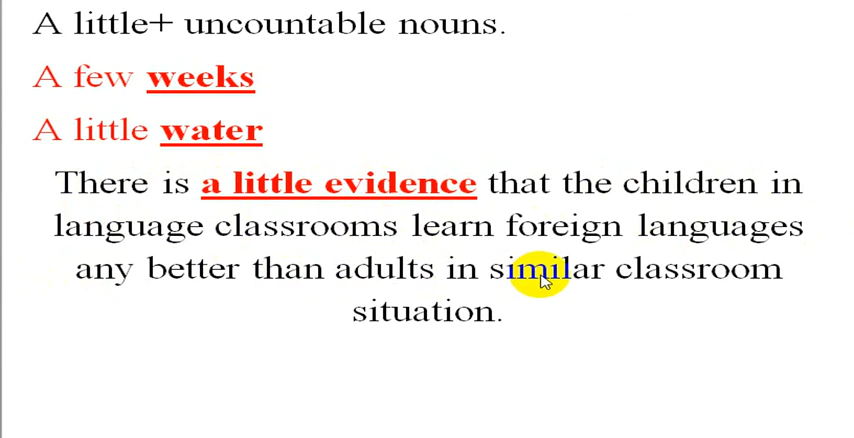 A little+ uncountable nouns.
A few weeks
A little water
There is a little evidence that the children in
language classrooms learn foreign languages
any better than adults in similar classroom
situation.